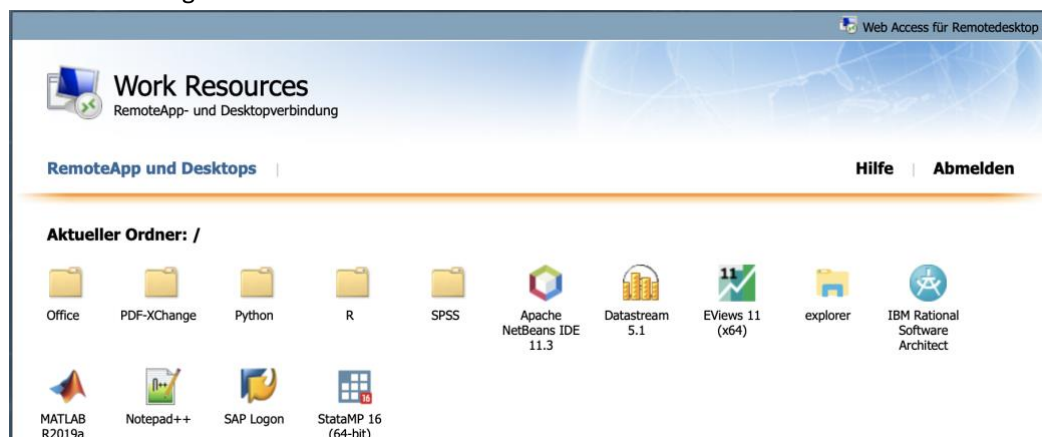 Web Access für Remotedesktop
Work Resources
RemoteApp- und Desktopverbindung
RemoteApp und Desktops | Hilfe | Abmelden
Aktueller Ordner: /
Office PDF-XChange Python R SPSS Apache NetBeans IDE 11.3 Datastream 5.1 EViews 11 (x64) explorer IBM Rational Software Architect
MATLAB R2019a Notepad++ SAP Logon StataMP 16 (64-bit)